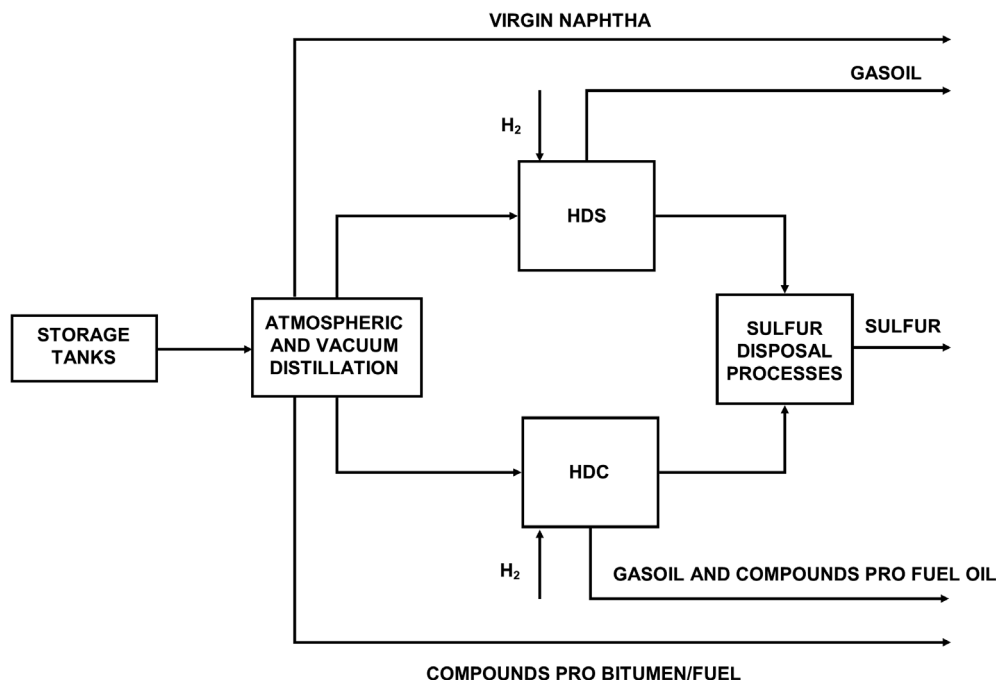 VIRGIN NAPHTHA
GASOIL
H₂
HDS
STORAGE
TANKS
ATMOSPHERIC
AND VACUUM
DISTILLATION
SULFUR
DISPOSAL
PROCESSES
SULFUR
HDC
H₂
GASOIL AND COMPOUNDS PRO FUEL OIL
COMPOUNDS PRO BITUMEN/FUEL